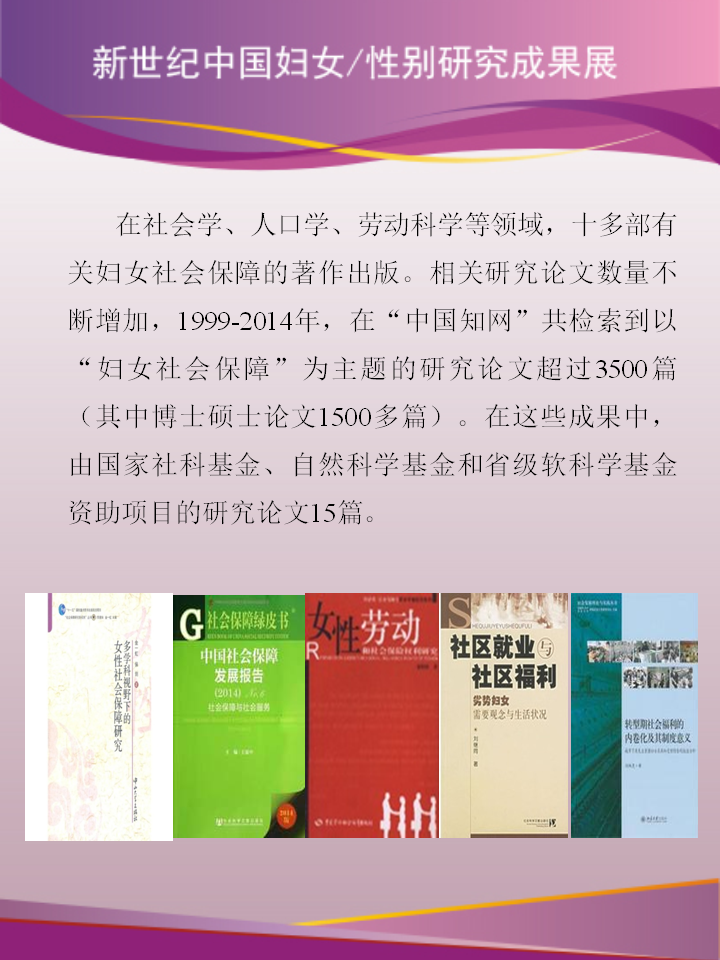 新世纪中国妇女/性别研究成果展
在社会学、人口学、劳动科学等领域，十多部有
关妇女社会保障的著作出版。相关研究论文数量不
断增加，1999-2014年，在“中国知网”共检索到以
“妇女社会保障”为主题的研究论文超过3500篇
（其中博士硕士论文1500多篇）。在这些成果中，
由国家社科基金、自然科学基金和省级软科学基金
资助项目的研究论文15篇。
多学科视野下的
女性社会保障研究
G社会保障绿皮书
中国社会保障
发展报告
(2014) No.6
社会保障与社会服务
2014
版
女性劳动
和社会保险权利研究
R
S
HEQUJIUYEYUSHEQUFULI
社区就业与
社区福利
劣势妇女
需要观念与生活状况
转型期社会福利的
内卷化及其制度意义